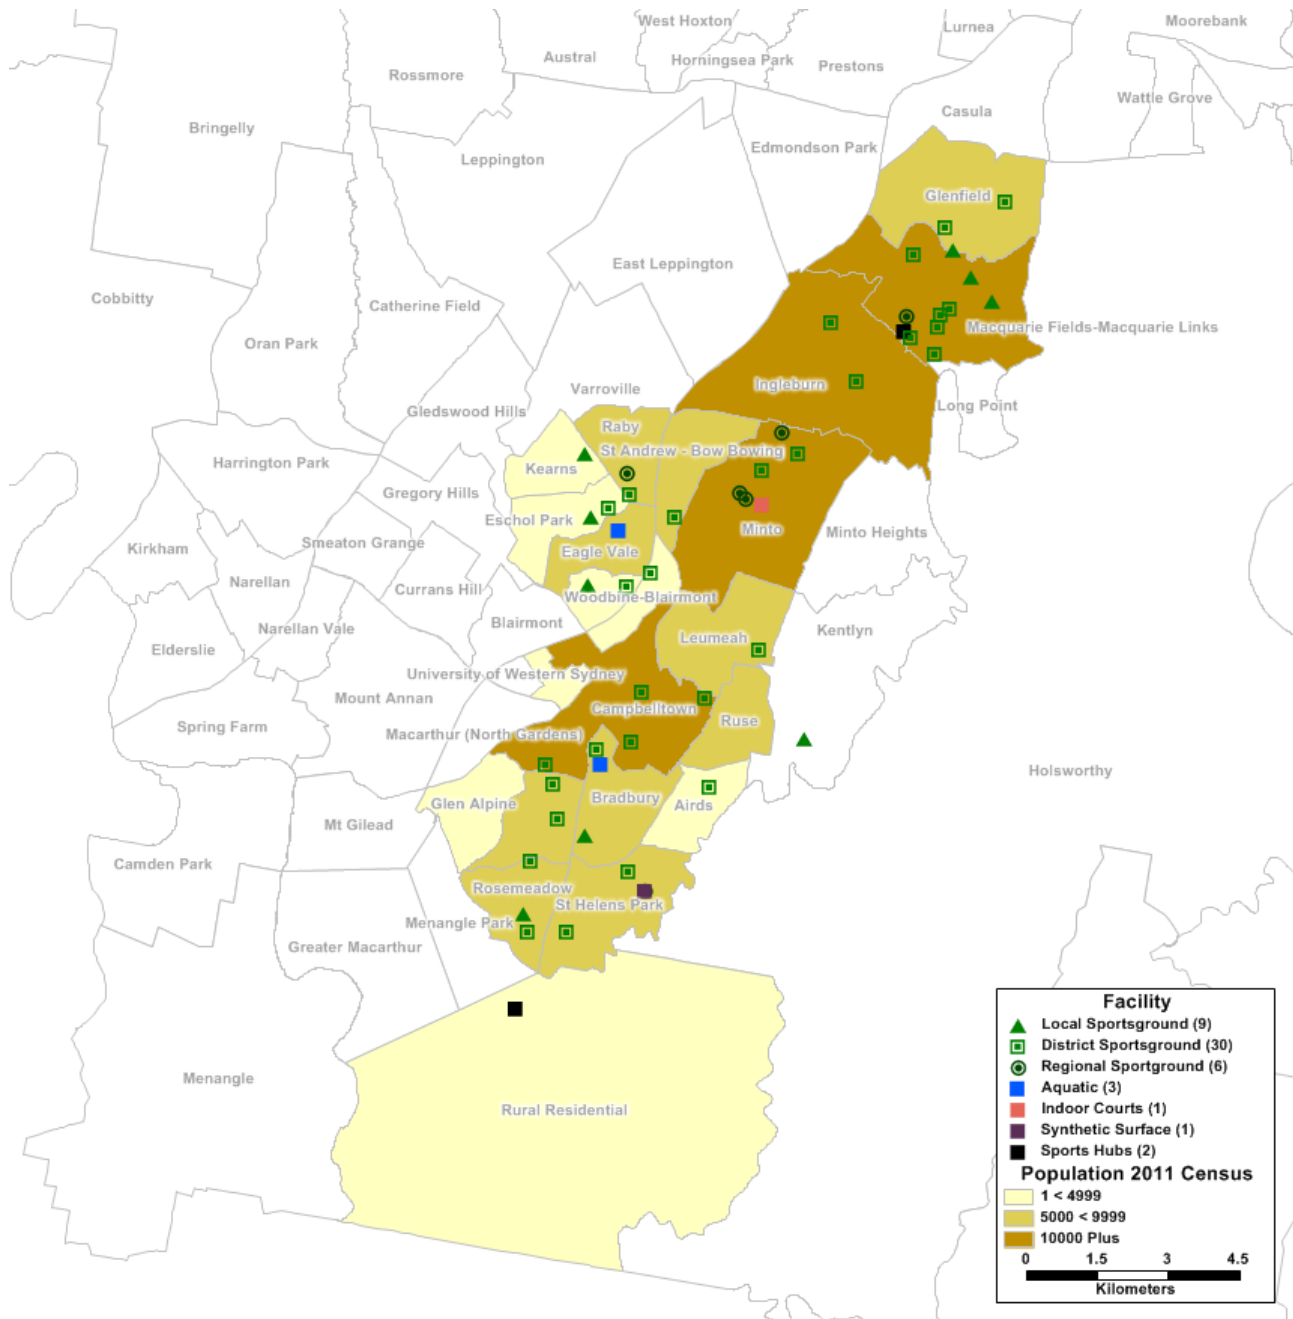 West Hoxton
Lurnea
Moorebank
Austral
Horningsea Park
Prestons
Rossmore
Wattle Grove
Casula
Bringelly
Edmondson Park
Leppington
Glenfield
East Leppington
Cobbitty
Catherine Field
Macquarie Fields-Macquarie Links
Oran Park
Ingleburn
Varroville
Long Point
Gledswood Hills
Raby
St Andrew - Bow Bowing
Harrington Park
Kearns
Gregory Hills
Eschol Park
Minto
Minto Heights
Smeaton Grange
Kirkham
Eagle Vale
Narellan
Currans Hill
Woodbine-Blairmont
Blairmont
Narellan Vale
Kentlyn
Leumeah
Elderslie
University of Western Sydney
Mount Annan
Campbelltown
Ruse
Spring Farm
Macarthur (North Gardens)
Holsworthy
Bradbury
Glen Alpine
Airds
Mt Gilead
Camden Park
Rosemeadow
St Helens Park
Menangle Park
Greater Macarthur
Menangle
Rural Residential
Facility
Local Sportsground (9)
District Sportsground (30)
Regional Sportground (6)
Aquatic (3)
Indoor Courts (1)
Synthetic Surface (1)
Sports Hubs (2)
Population 2011 Census
1 < 4999
5000 < 9999
10000 Plus
0 1.5 3 4.5
Kilometers